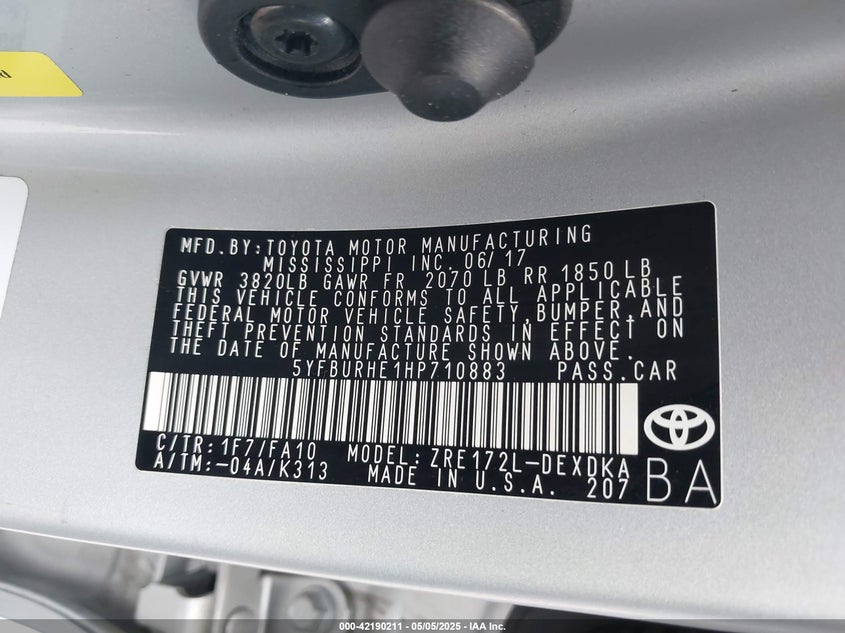 MFD.BY:TOYOTA MOTOR MANUFACTURING
MISSISSIPPI INC. 06/17
GVWR 3820LB GAWR FR 2070 LB RR 1850 LB
THIS VEHICLE CONFORMS TO ALL APPLICABLE
FEDERAL MOTOR VEHICLE SAFETY,BUMPER,AND
THEFT PREVENTION STANDARDS IN EFFECT ON
THE DATE OF MANUFACTURE SHOWN ABOVE.
5YFBURHE1HP710883 PASS.CAR
C/TR:1F7/FA10 MODEL:ZRE172L-DEXDKA
A/TM:-04A/K313 MADE IN U.S.A. 207 BA
000-42190211 - 05/05/2025 - IAA Inc.